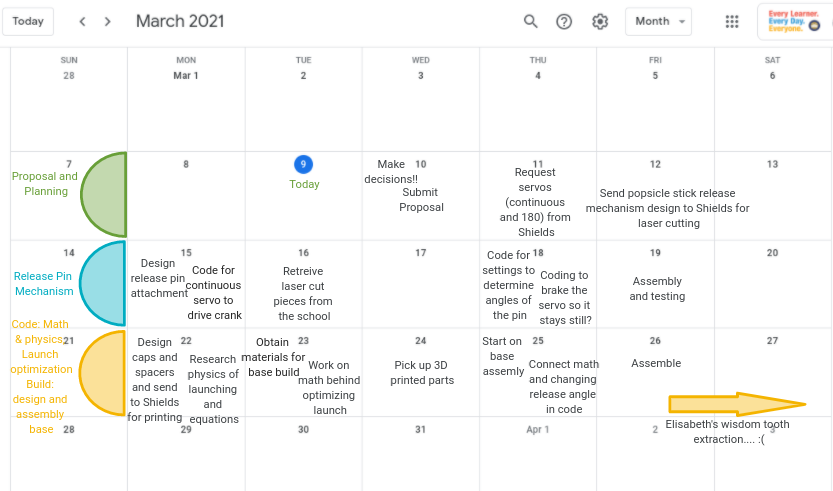 Today
March 2021
Month
Every Learner.
Every Day.
Everyone.
SUN MON TUE WED THU FRI SAT
28 Mar 1 2 3 4 5 6
7 8 9 10 11 12 13
Proposal and
Planning
Today
Make
decisions!!
Submit
Proposal
Request
servos
(continuous
and 180) from
Shields
Send popsicle stick release
mechanism design to Shields for
laser cutting
14 15 16 17 18 19 20
Release Pin
Mechanism
Design
release pin
attachment
Code for
continuous
servo to
drive crank
Retreive
laser cut
pieces from
the school
Code for
settings to
determine
angles of
the pin
Coding to
brake the
servo so it
stays still?
Assembly
and testing
21 22 23 24 25 26 27
Code: Math
& physics,
Launch
optimization
Build:
design and
assembly
base
Design
caps and
spacers
and send
to Shields
for printing
Research
physics of
launching
and
equations
Obtain
materials for
base build
Work on
math behind
optimizing
launch
Pick up 3D
printed parts
Start on
base
assemly
Connect math
and changing
release angle
in code
Assemble
28 29 30 31 Apr 1 2 3
Elisabeth's wisdom tooth
extraction.... :(